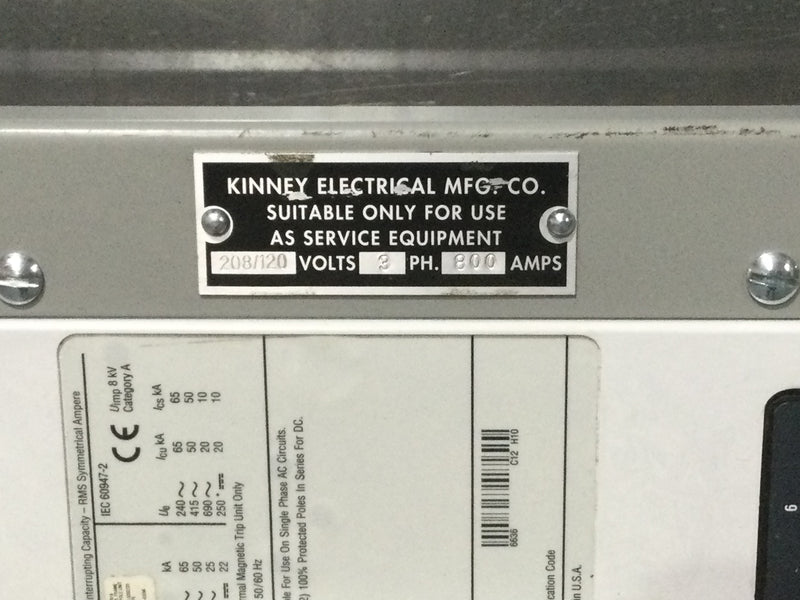 KINNEY ELECTRICAL MFG. CO.
SUITABLE ONLY FOR USE
AS SERVICE EQUIPMENT
208/120 VOLTS 3 PH. 800 AMPS
Interrupting Capacity – RMS Symmetrical Ampere
IEC 60947-2
CE
Uimp 8 kV
Category A
Ue Icu kA Ics kA
240 ~ 65 65
415 ~ 50 50
690 ~ 20 10
250 20 10
kA
~ 65
~ 50
~ 25
22
Magnetic Trip Unit Only
50/60 Hz
For Use On Single Phase AC Circuits.
2) 100% Protected Poles In Series For DC.
6636 C12 H10
Code
in U.S.A.
6